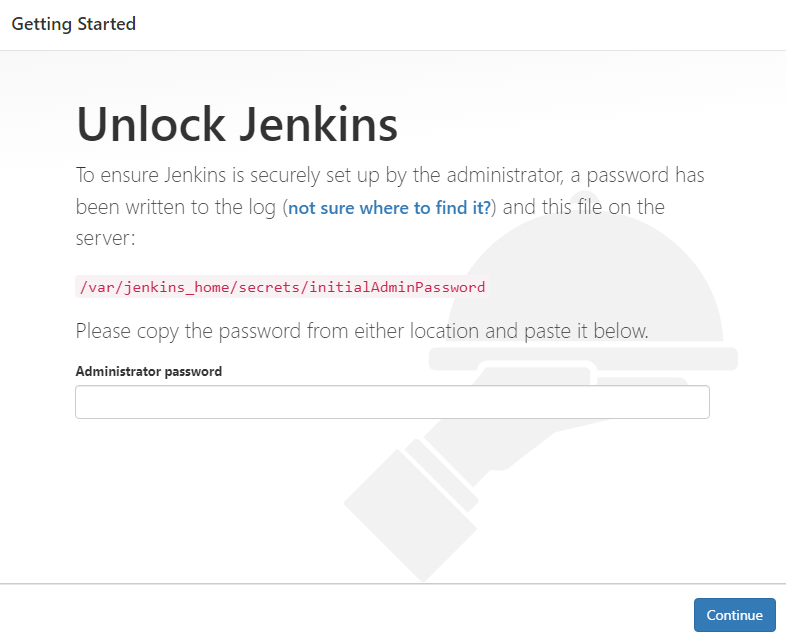 Getting Started
Unlock Jenkins
To ensure Jenkins is securely set up by the administrator, a password has
been written to the log (not sure where to find it?) and this file on the
server:
/var/jenkins_home/secrets/initialAdminPassword
Please copy the password from either location and paste it below.
Administrator password
Continue